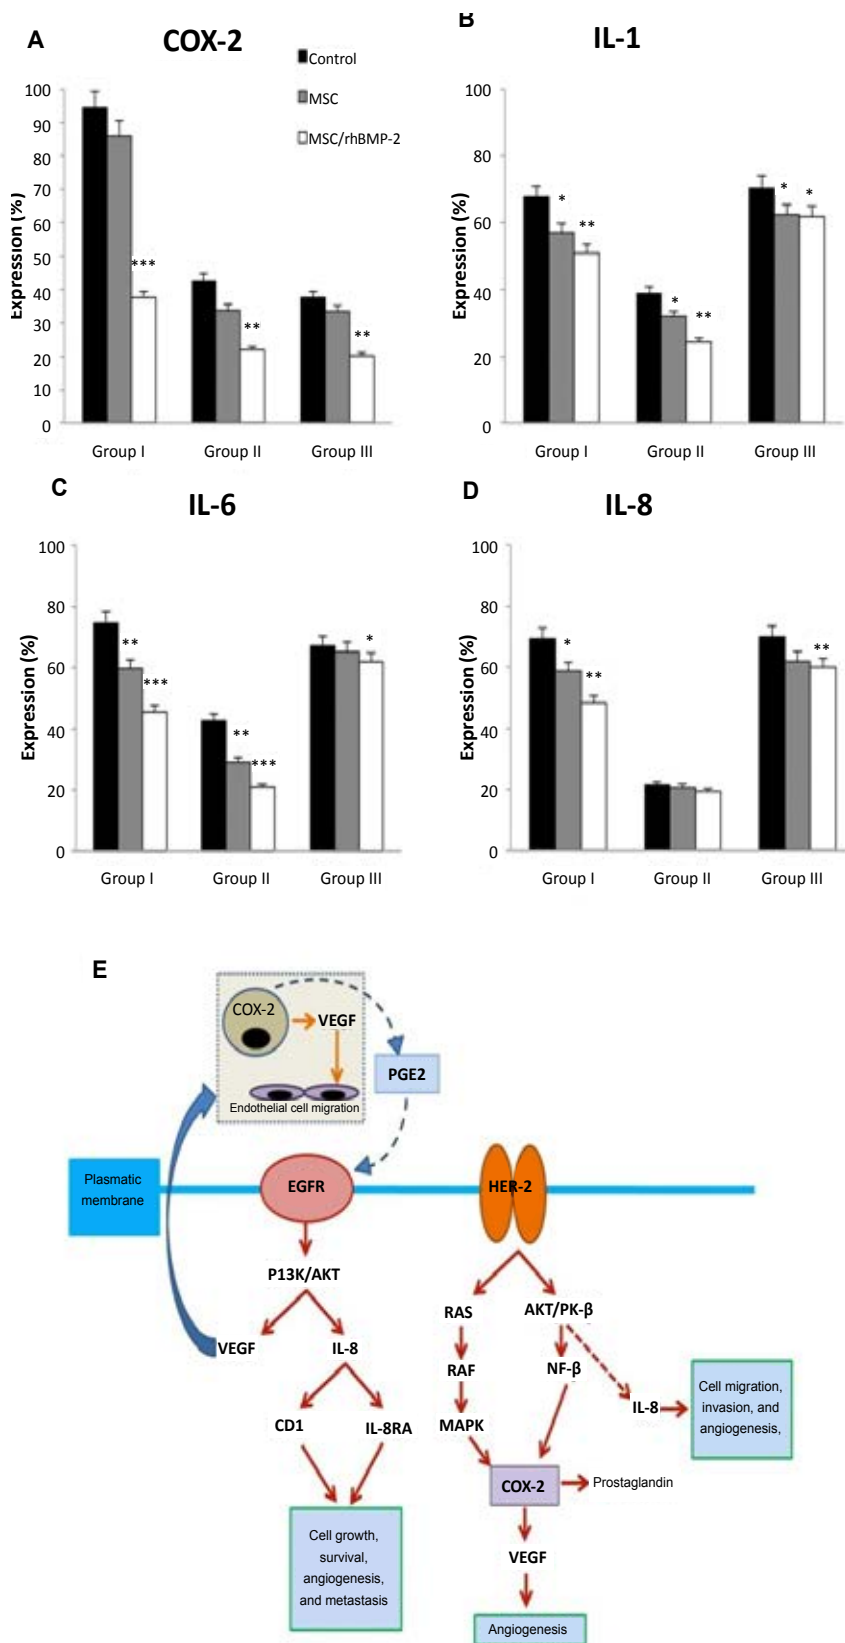 A
COX-2
Control
MSC
MSC/rhBMP-2
Expression (%)
100
90
80
70
60
50
40
30
20
10
0
***
**
**
Group I
Group II
Group III
B
IL-1
Expression (%)
100
80
60
40
20
0
*
**
*
**
*
*
Group I
Group II
Group III
C
IL-6
Expression (%)
100
80
60
40
20
0
**
***
**
***
*
Group I
Group II
Group III
D
IL-8
Expression (%)
100
80
60
40
20
0
*
**
**
Group I
Group II
Group III
E
COX-2
VEGF
Endothelial cell migration
PGE2
Plasmatic
membrane
EGFR
HER-2
P13K/AKT
VEGF
IL-8
CD1
IL-8RA
Cell growth,
survival,
angiogenesis,
and metastasis
RAS
AKT/PK-β
RAF
NF-β
MAPK
IL-8
Cell migration,
invasion, and
angiogenesis,
COX-2
Prostaglandin
VEGF
Angiogenesis